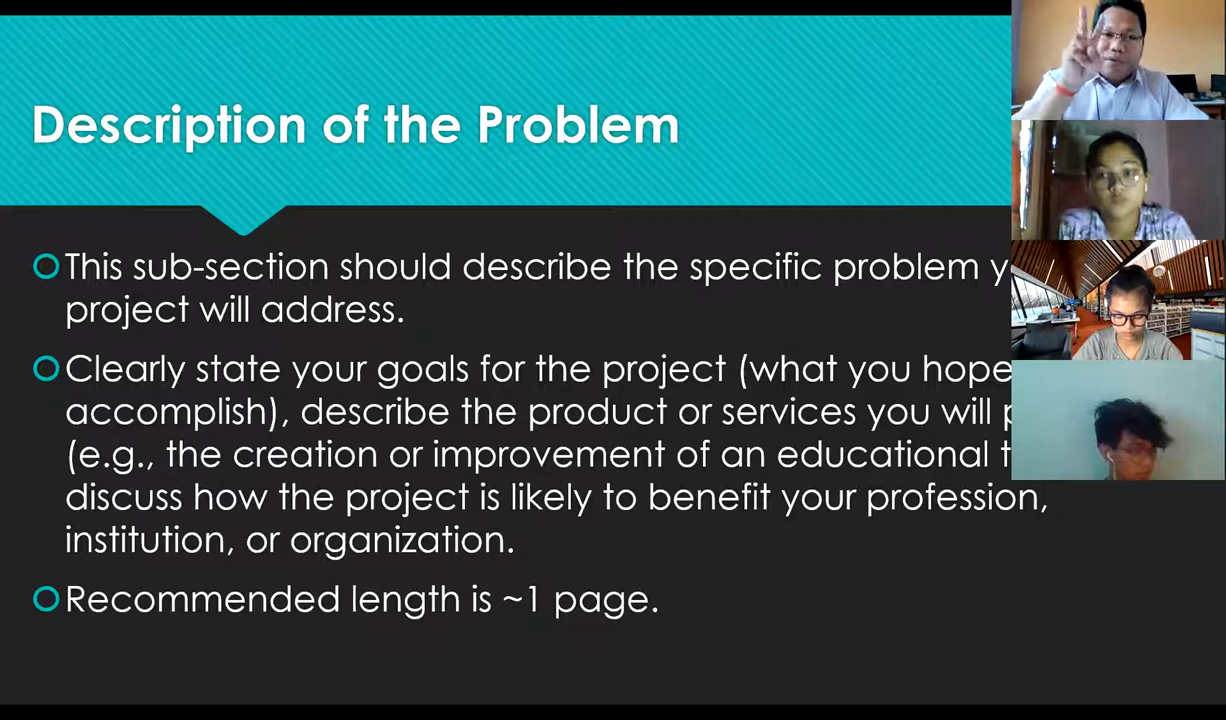 Description of the Problem
This sub-section should describe the specific problem
project will address.
Clearly state your goals for the project (what you hope
accomplish), describe the product or services you will
(e.g., the creation or improvement of an educational
discuss how the project is likely to benefit your profession,
institution, or organization.
Recommended length is ~1 page.